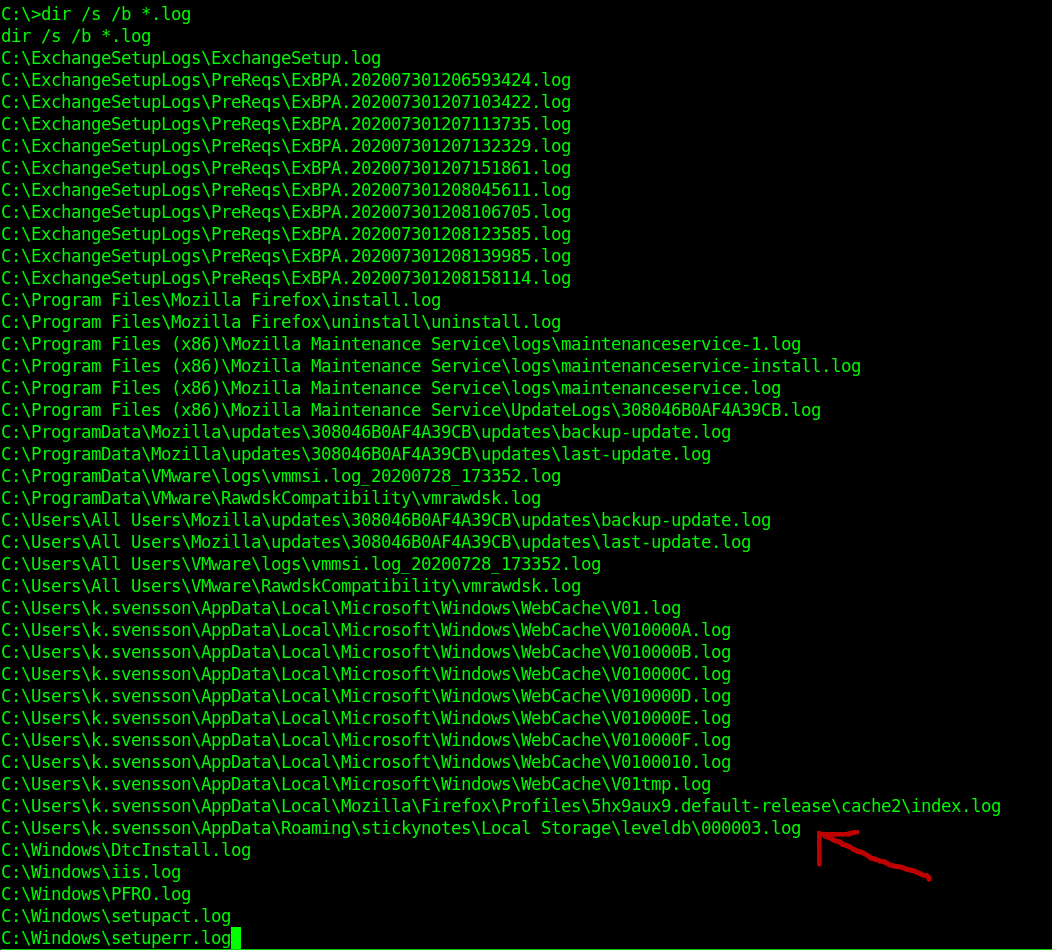 C:\>dir /s /b *.log
dir /s /b *.log
C:\ExchangeSetupLogs\ExchangeSetup.log
C:\ExchangeSetupLogs\PreReqs\ExBPA.202007301206593424.log
C:\ExchangeSetupLogs\PreReqs\ExBPA.202007301207103422.log
C:\ExchangeSetupLogs\PreReqs\ExBPA.202007301207113735.log
C:\ExchangeSetupLogs\PreReqs\ExBPA.202007301207132329.log
C:\ExchangeSetupLogs\PreReqs\ExBPA.202007301207151861.log
C:\ExchangeSetupLogs\PreReqs\ExBPA.202007301208045611.log
C:\ExchangeSetupLogs\PreReqs\ExBPA.202007301208106705.log
C:\ExchangeSetupLogs\PreReqs\ExBPA.202007301208123585.log
C:\ExchangeSetupLogs\PreReqs\ExBPA.202007301208139985.log
C:\ExchangeSetupLogs\PreReqs\ExBPA.202007301208158114.log
C:\Program Files\Mozilla Firefox\install.log
C:\Program Files\Mozilla Firefox\uninstall\uninstall.log
C:\Program Files (x86)\Mozilla Maintenance Service\logs\maintenanceservice-1.log
C:\Program Files (x86)\Mozilla Maintenance Service\logs\maintenanceservice-install.log
C:\Program Files (x86)\Mozilla Maintenance Service\logs\maintenanceservice.log
C:\Program Files (x86)\Mozilla Maintenance Service\UpdateLogs\308046B0AF4A39CB.log
C:\ProgramData\Mozilla\updates\308046B0AF4A39CB\updates\backup-update.log
C:\ProgramData\Mozilla\updates\308046B0AF4A39CB\updates\last-update.log
C:\ProgramData\VMware\logs\vmmsi.log_20200728_173352.log
C:\ProgramData\VMware\RawdskCompatibility\vmrawdsk.log
C:\Users\All Users\Mozilla\updates\308046B0AF4A39CB\updates\backup-update.log
C:\Users\All Users\Mozilla\updates\308046B0AF4A39CB\updates\last-update.log
C:\Users\All Users\VMware\logs\vmmsi.log_20200728_173352.log
C:\Users\All Users\VMware\RawdskCompatibility\vmrawdsk.log
C:\Users\k.svensson\AppData\Local\Microsoft\Windows\WebCache\V01.log
C:\Users\k.svensson\AppData\Local\Microsoft\Windows\WebCache\V010000A.log
C:\Users\k.svensson\AppData\Local\Microsoft\Windows\WebCache\V010000B.log
C:\Users\k.svensson\AppData\Local\Microsoft\Windows\WebCache\V010000C.log
C:\Users\k.svensson\AppData\Local\Microsoft\Windows\WebCache\V010000D.log
C:\Users\k.svensson\AppData\Local\Microsoft\Windows\WebCache\V010000E.log
C:\Users\k.svensson\AppData\Local\Microsoft\Windows\WebCache\V010000F.log
C:\Users\k.svensson\AppData\Local\Microsoft\Windows\WebCache\V0100010.log
C:\Users\k.svensson\AppData\Local\Microsoft\Windows\WebCache\V01tmp.log
C:\Users\k.svensson\AppData\Local\Mozilla\Firefox\Profiles\5hx9aux9.default-release\cache2\index.log
C:\Users\k.svensson\AppData\Roaming\stickynotes\Local Storage\leveldb\000003.log
C:\Windows\DtcInstall.log
C:\Windows\iis.log
C:\Windows\PFRO.log
C:\Windows\setupact.log
C:\Windows\setuperr.log